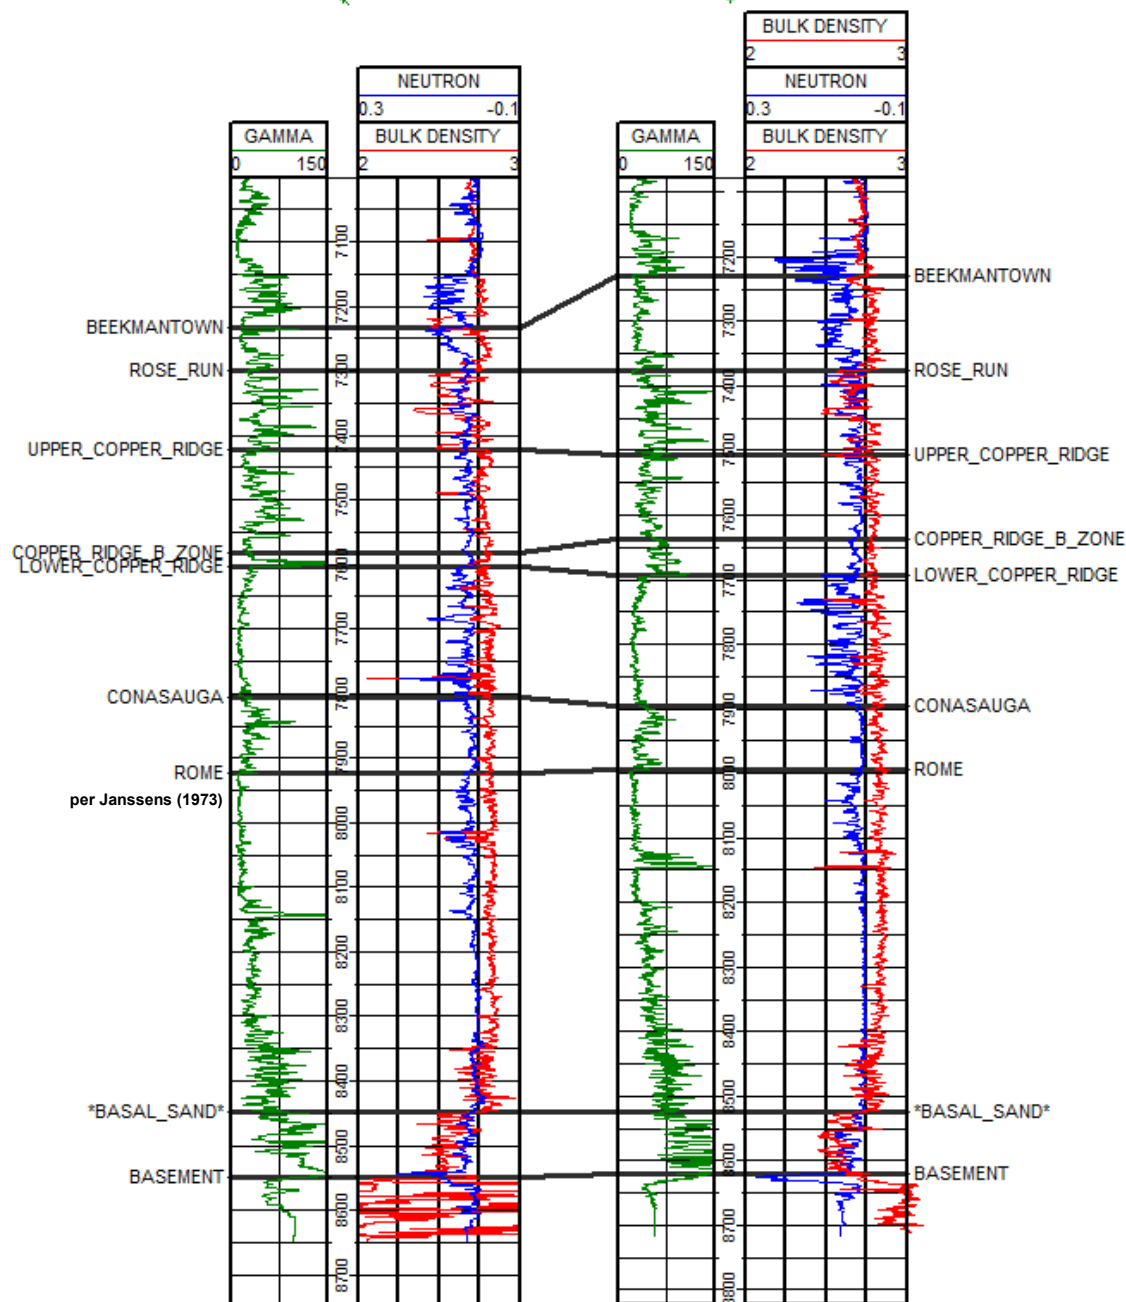 BULK DENSITY
2 3
NEUTRON NEUTRON
0.3 -0.1 0.3 -0.1
GAMMA BULK DENSITY GAMMA BULK DENSITY
0 150 2 3 0 150 2 3
7100
7200
7200
BEEKMANTOWN
BEEKMANTOWN
7300
7300
ROSE_RUN ROSE_RUN
7400
7400
UPPER_COPPER_RIDGE UPPER_COPPER_RIDGE
7500
7500
7600
COPPER_RIDGE_B_ZONE COPPER_RIDGE_B_ZONE
7600
LOWER_COPPER_RIDGE LOWER_COPPER_RIDGE
7700
7700
7800
7800
CONASAUGA CONASAUGA
7900
7900
ROME ROME
8000
per Janssens (1973)
8000
8100
8100
8200
8200
8300
8300
8400
8400
8500
*BASAL_SAND* *BASAL_SAND*
8500
8600
BASEMENT BASEMENT
8600
8700
8700
8800